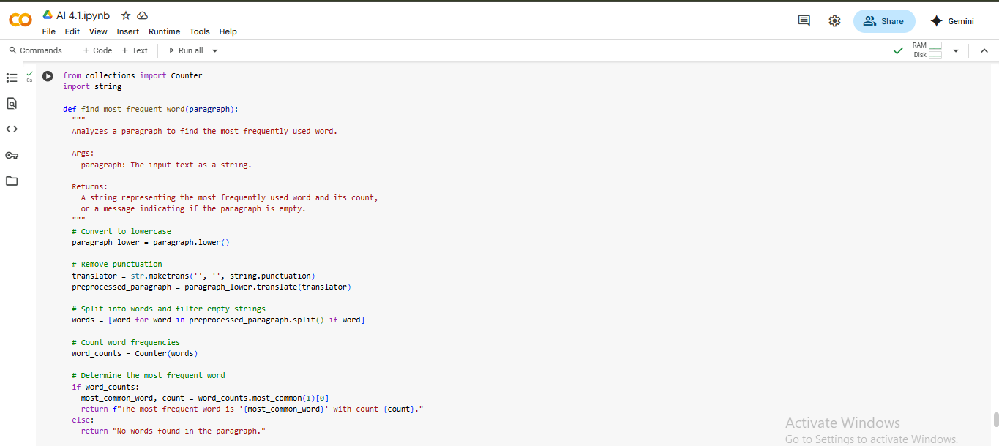 AI 4.1.ipynb
File Edit View Insert Runtime Tools Help
Share
Gemini
Commands + Code + Text Run all
RAM
Disk
0s
from collections import Counter
import string
def find_most_frequent_word(paragraph):
"""
Analyzes a paragraph to find the most frequently used word.
Args:
paragraph: The input text as a string.
Returns:
A string representing the most frequently used word and its count,
or a message indicating if the paragraph is empty.
"""
# Convert to lowercase
paragraph_lower = paragraph.lower()
# Remove punctuation
translator = str.maketrans('', '', string.punctuation)
preprocessed_paragraph = paragraph_lower.translate(translator)
# Split into words and filter empty strings
words = [word for word in preprocessed_paragraph.split() if word]
# Count word frequencies
word_counts = Counter(words)
# Determine the most frequent word
if word_counts:
most_common_word, count = word_counts.most_common(1)[0]
return f"The most frequent word is '{most_common_word}' with count {count}."
else:
return "No words found in the paragraph."
Activate Windows
Go to Settings to activate Windows.